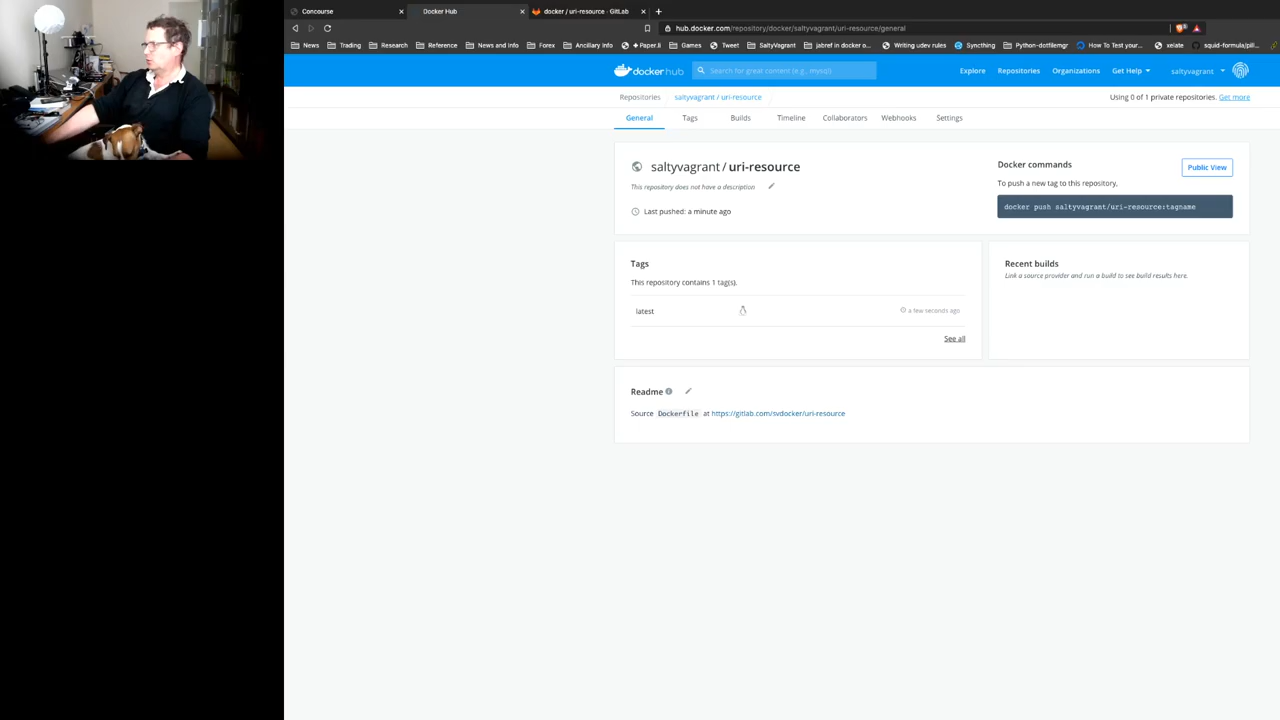 Concourse
Docker Hub
docker / uri-resource · GitLab
hub.docker.com/repository/docker/saltyvagrant/uri-resource/general
News Trading Research Reference News and Info Forex Ancillary Info +Paper.li Games Tweet SaltyVagrant jabref in docker o... Writing udev rules Syncthing Python-dotfilemgr How To Test your... xelate squid-formula/pill...
docker hub Search for great content (e.g., mysql) Explore Repositories Organizations Get Help saltyvagrant
Repositories saltyvagrant / uri-resource Using 0 of 1 private repositories. Get more
General Tags Builds Timeline Collaborators Webhooks Settings
saltyvagrant / uri-resource
This repository does not have a description
Last pushed: a minute ago
Docker commands
Public View
To push a new tag to this repository,
docker push saltyvagrant/uri-resource:tagname
Tags
This repository contains 1 tag(s).
latest a few seconds ago
See all
Recent builds
Link a source provider and run a build to see build results here.
Readme
Source Dockerfile at https://gitlab.com/svdocker/uri-resource